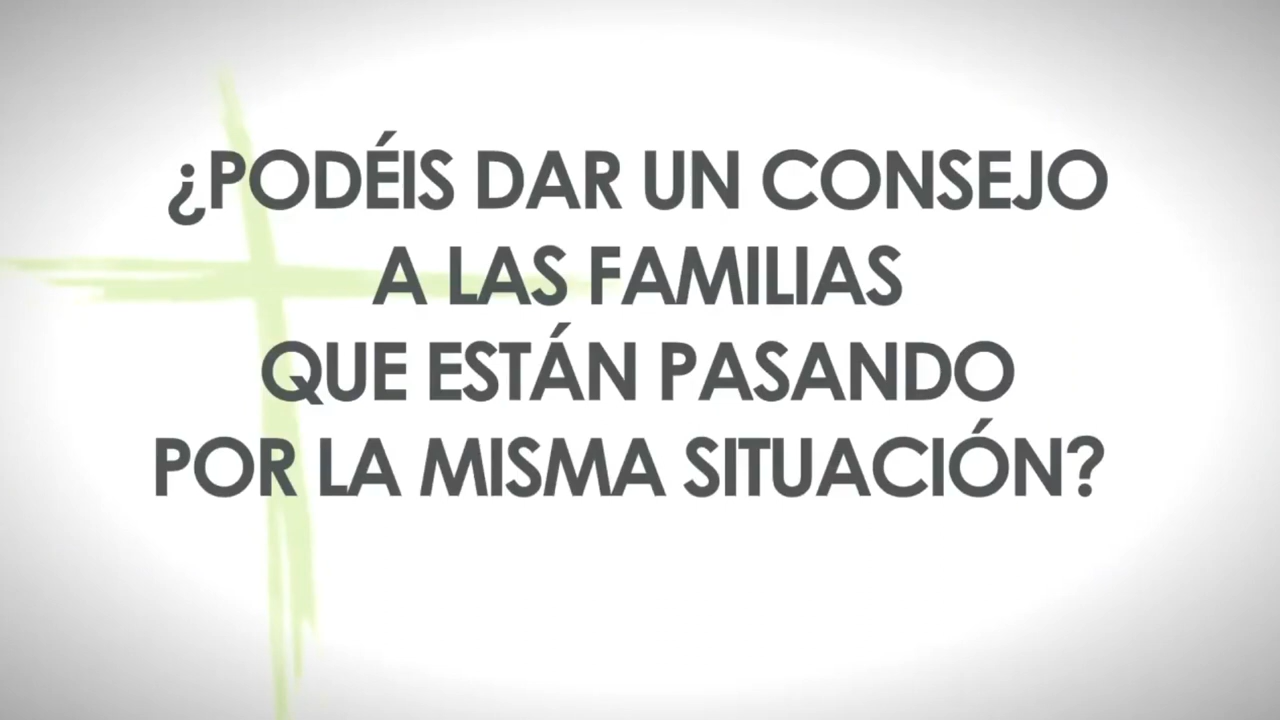 ¿PODÉIS DAR UN CONSEJO
A LAS FAMILIAS
QUE ESTÁN PASANDO
POR LA MISMA SITUACIÓN?